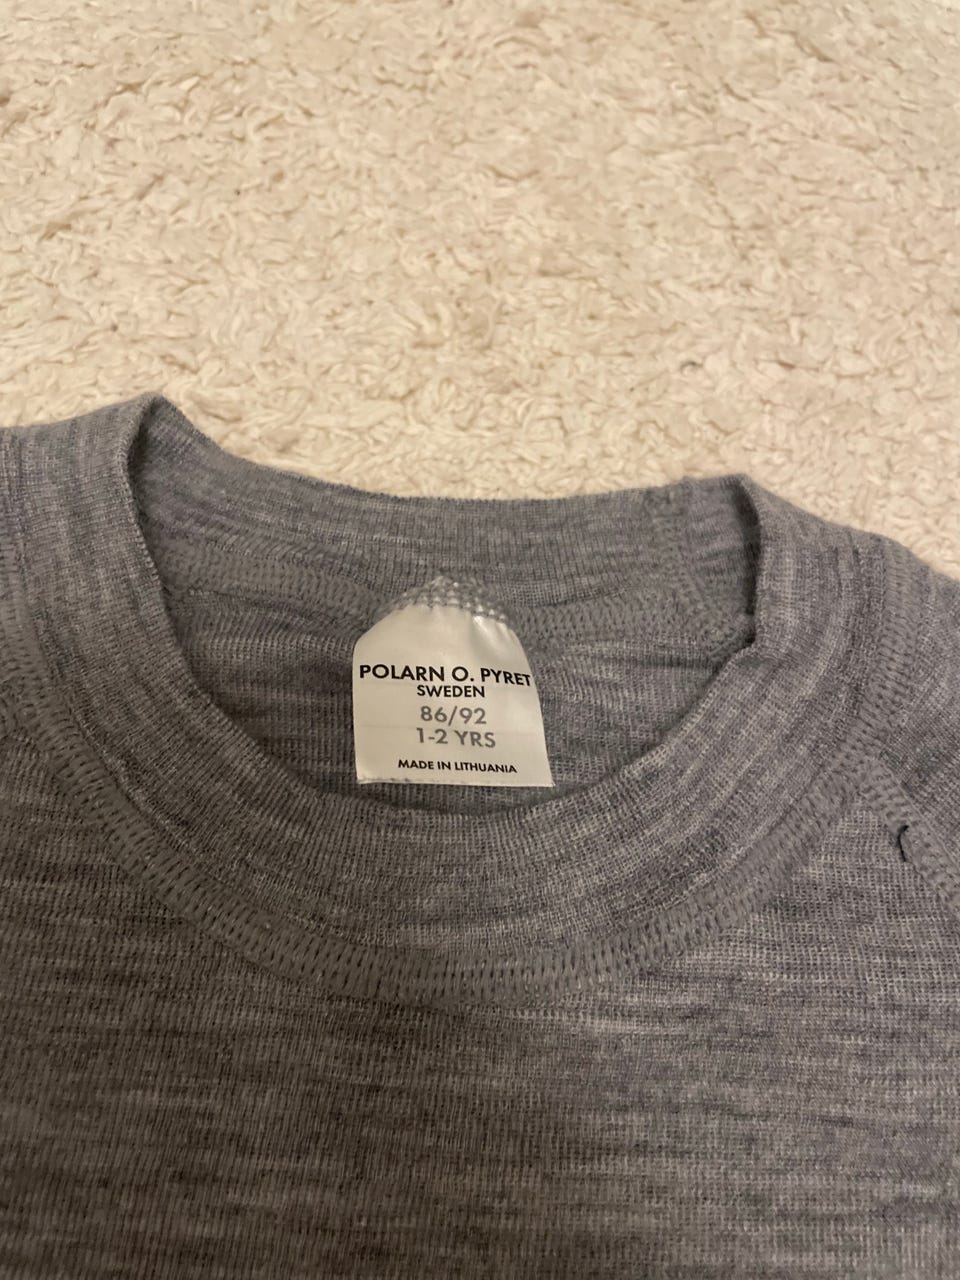 POLARN O. PYRET
SWEDEN
86/92
1-2 YRS
MADE IN LITHUANIA